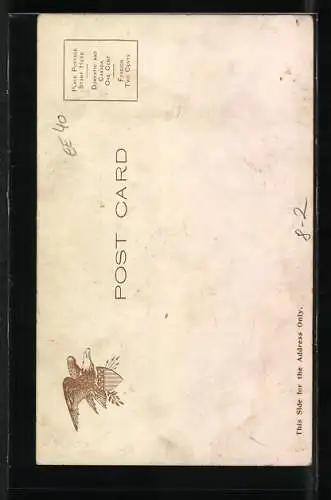 PLACE POSTAGE
STAMP HERE
DOMESTIC AND
CANADA
ONE CENT
FOREIGN
TWO CENTS
40
POST CARD
8-2
This Side for the Address Only.